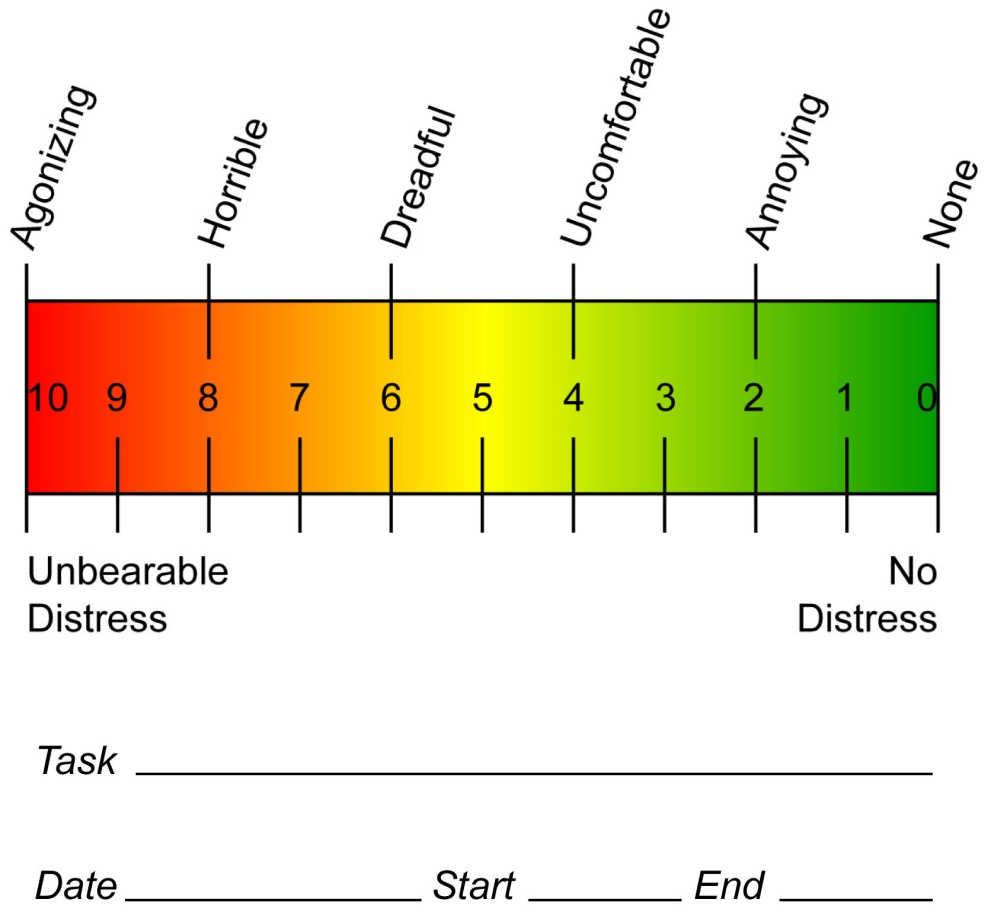 Agonizing Horrible Dreadful Uncomfortable Annoying None
10 9 8 7 6 5 4 3 2 1 0
Unbearable Distress
No Distress
Task
Date Start End